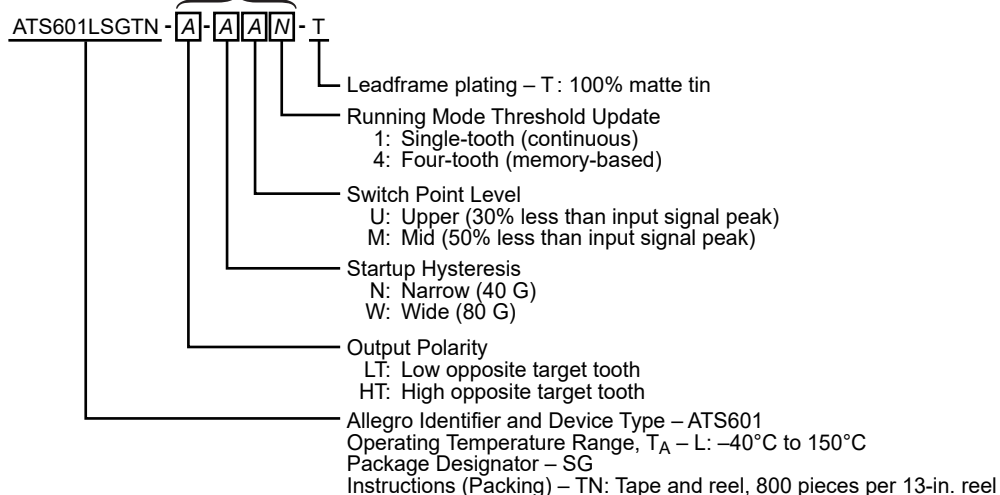 ATS601LSGTN - A - A A N - T
Leadframe plating – T: 100% matte tin
Running Mode Threshold Update
1: Single-tooth (continuous)
4: Four-tooth (memory-based)
Switch Point Level
U: Upper (30% less than input signal peak)
M: Mid (50% less than input signal peak)
Startup Hysteresis
N: Narrow (40 G)
W: Wide (80 G)
Output Polarity
LT: Low opposite target tooth
HT: High opposite target tooth
Allegro Identifier and Device Type – ATS601
Operating Temperature Range, TA – L: –40°C to 150°C
Package Designator – SG
Instructions (Packing) – TN: Tape and reel, 800 pieces per 13-in. reel